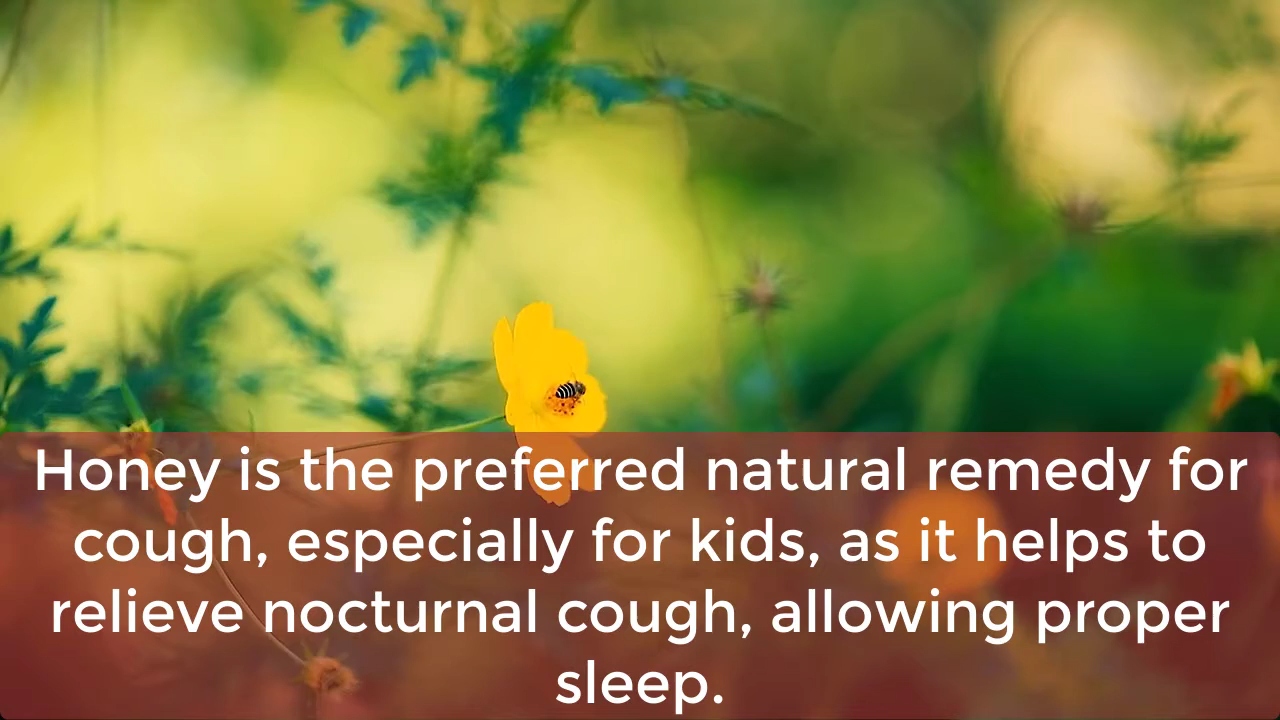 Honey is the preferred natural remedy for
cough, especially for kids, as it helps to
relieve nocturnal cough, allowing proper
sleep.